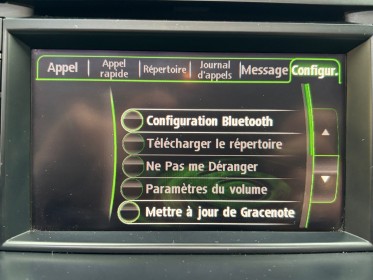 Appel
Appel
rapide
Répertoire
Journal
d'appels
Message
Configur.
Configuration Bluetooth
Télécharger le répertoire
Ne Pas me Déranger
Paramètres du volume
Mettre à jour de Gracenote